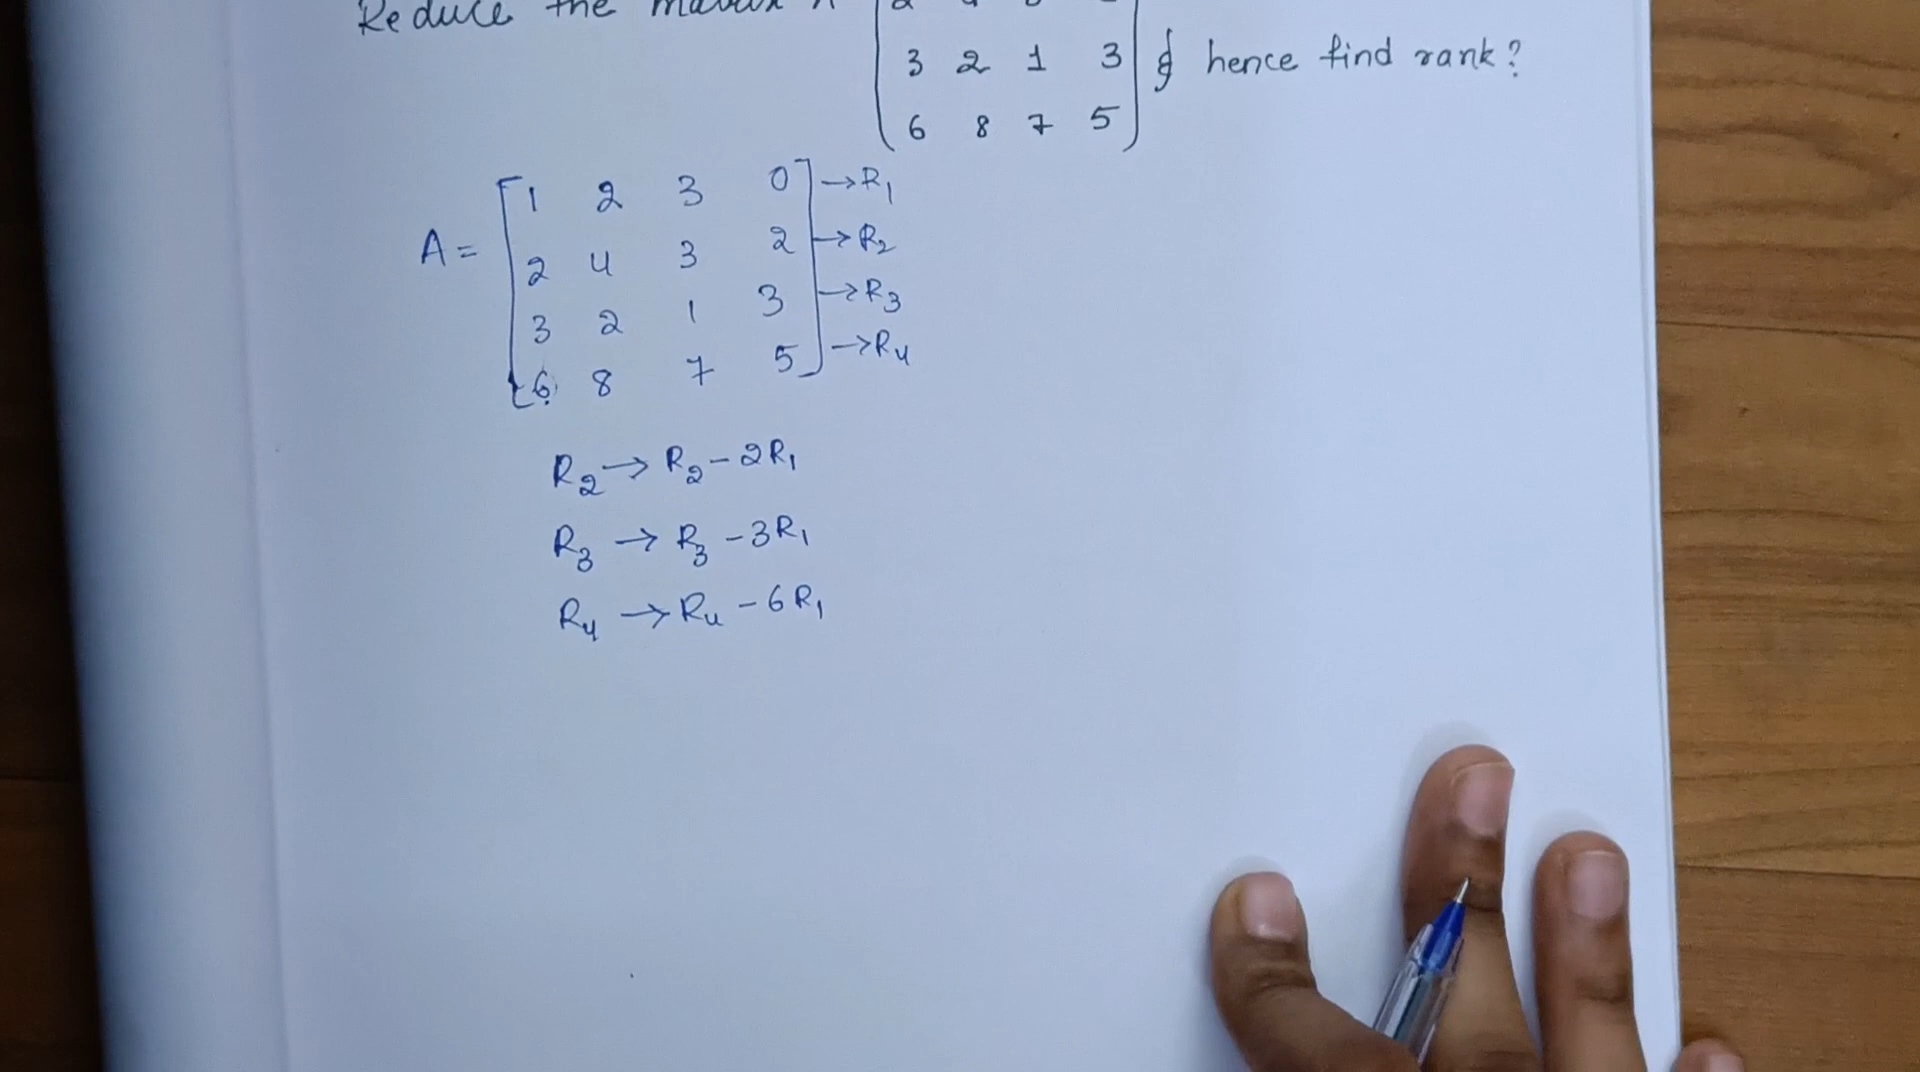 Reduce the
3 2 1 3 & hence find rank?
6 8 7 5
A = [1 2 3 0] → R1
2 4 3 2 → R2
3 2 1 3 → R3
6 8 7 5 → R4
R2 → R2 - 2R1
R3 → R3 - 3R1
R4 → R4 - 6R1